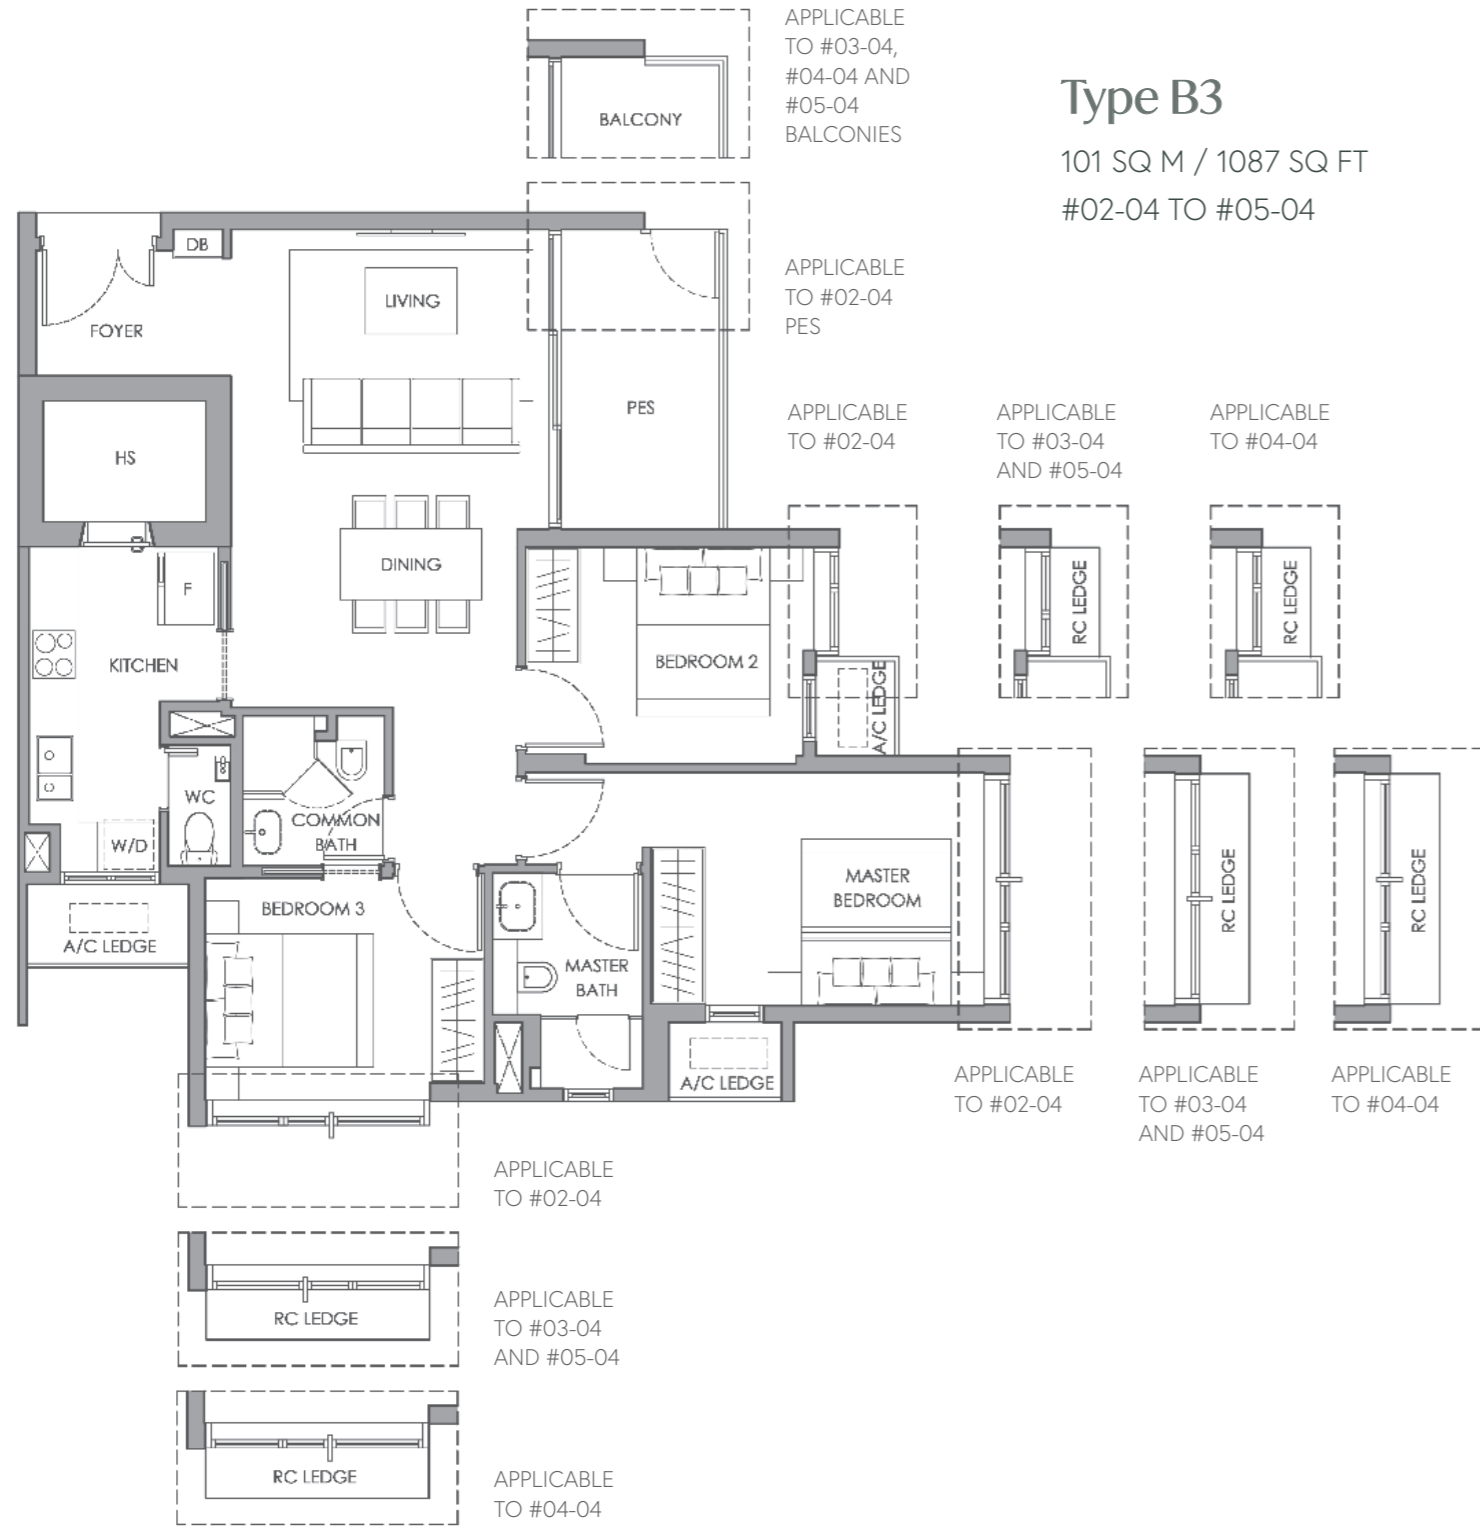 APPLICABLE
TO #03-04,
#04-04 AND
#05-04
BALCONIES
BALCONY
Type B3
101 SQ M / 1087 SQ FT
#02-04 TO #05-04
DB
LIVING
FOYER
APPLICABLE
TO #02-04
PES
PES
HS
APPLICABLE
TO #02-04
APPLICABLE
TO #03-04
AND #05-04
APPLICABLE
TO #04-04
DINING
F
KITCHEN
BEDROOM 2
A/C LEDGE
RC LEDGE
RC LEDGE
WC
COMMON
BATH
W/D
MASTER
BEDROOM
RC LEDGE
RC LEDGE
BEDROOM 3
A/C LEDGE
MASTER
BATH
A/C LEDGE
APPLICABLE
TO #02-04
APPLICABLE
TO #03-04
AND #05-04
APPLICABLE
TO #04-04
APPLICABLE
TO #02-04
RC LEDGE
APPLICABLE
TO #03-04
AND #05-04
RC LEDGE
APPLICABLE
TO #04-04